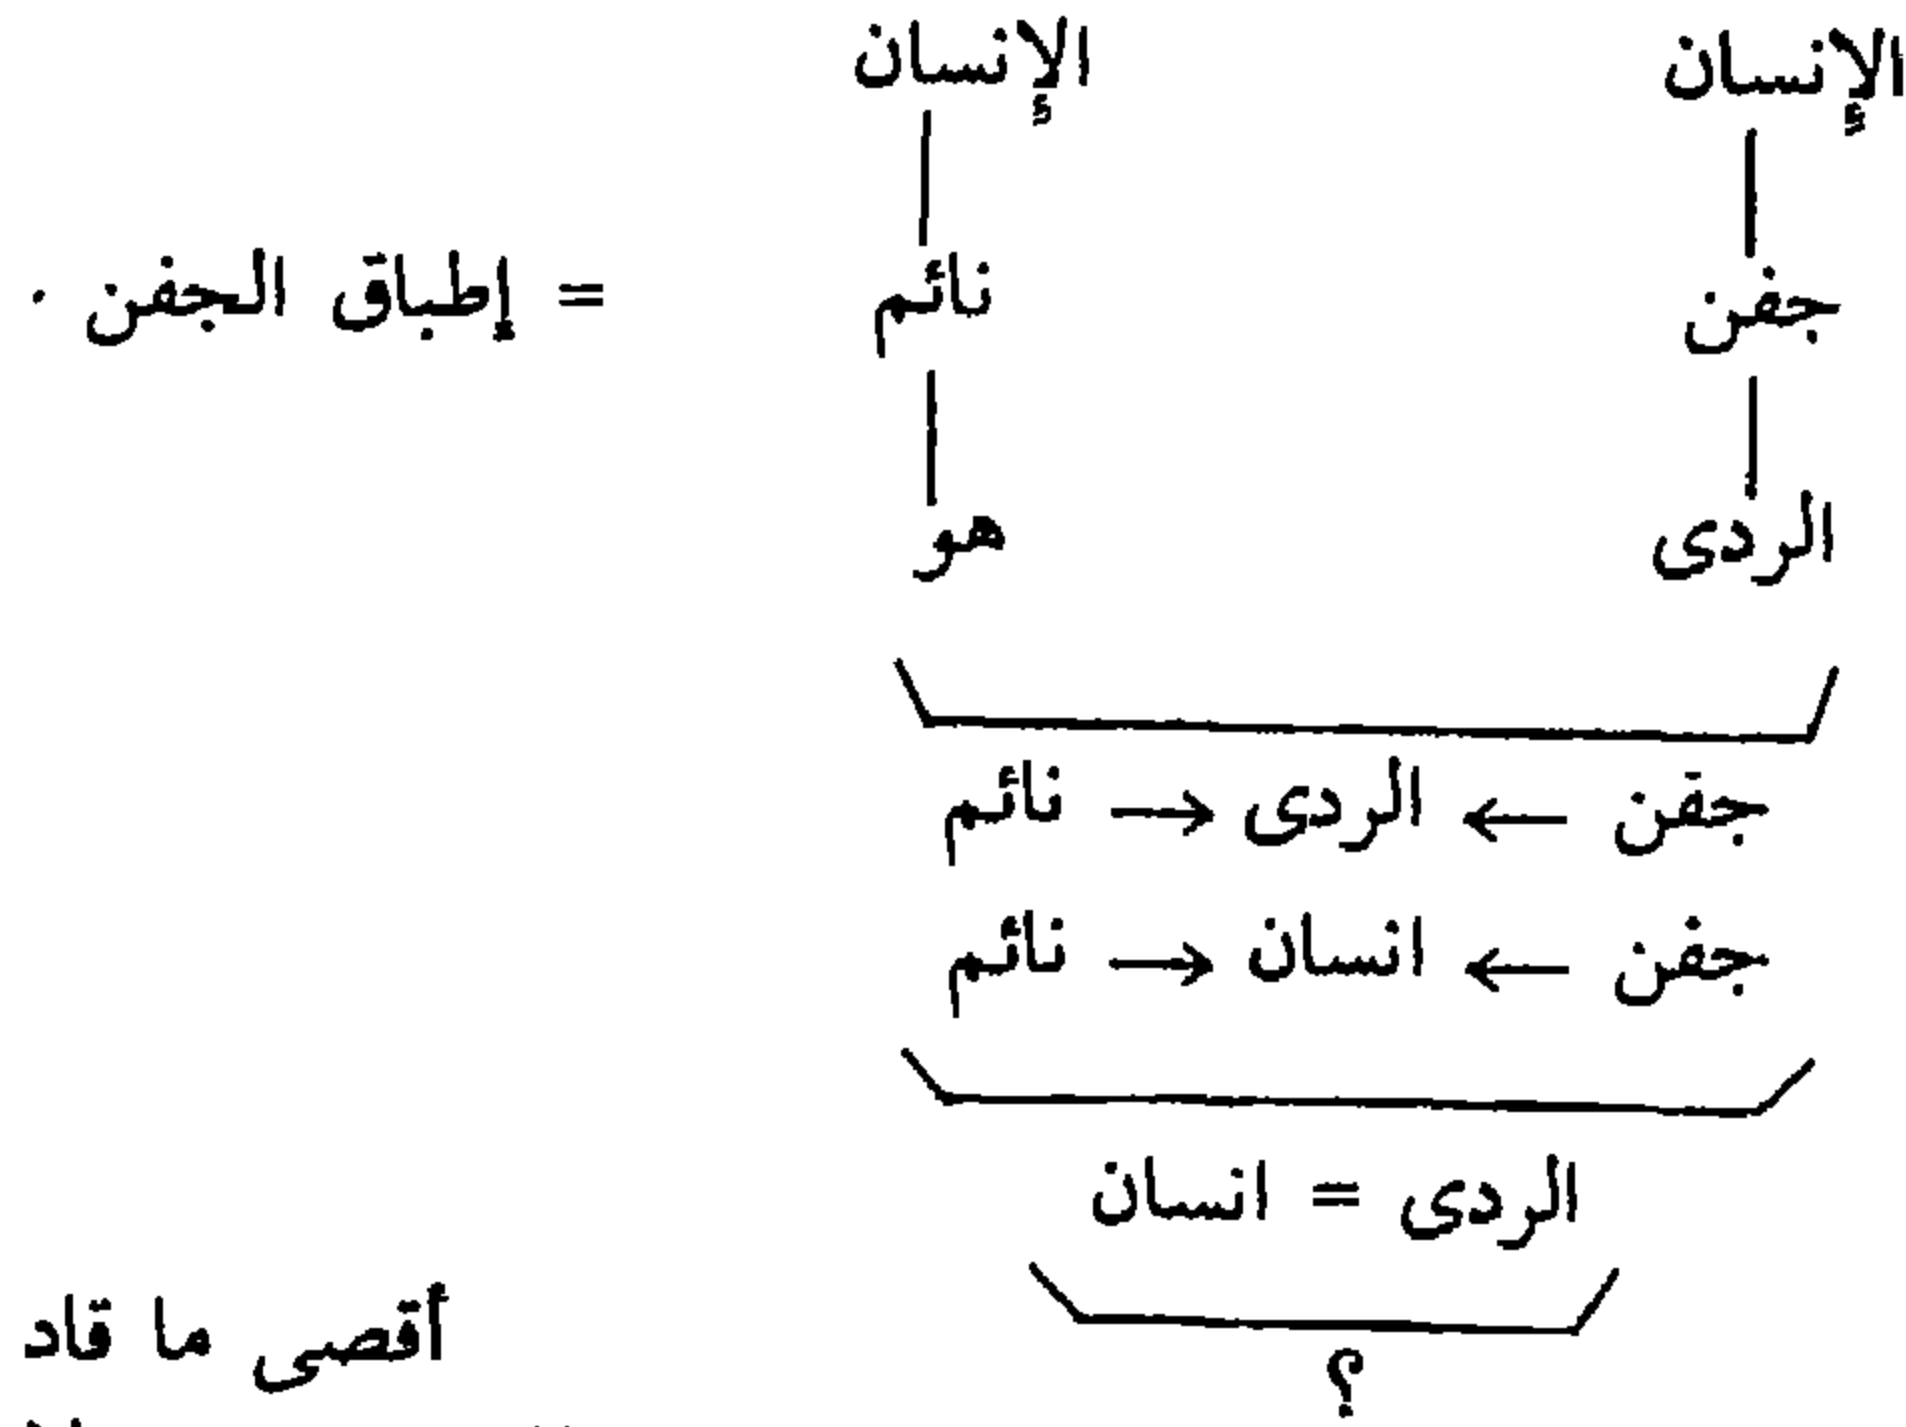 الإنسان الإنسان
جفن نائم = إطباق الجفن .
الردى هو
جفن ← الردى → نائم
جفن ← انسان → نائم
الردى = انسان
؟
أقصى ما قاد